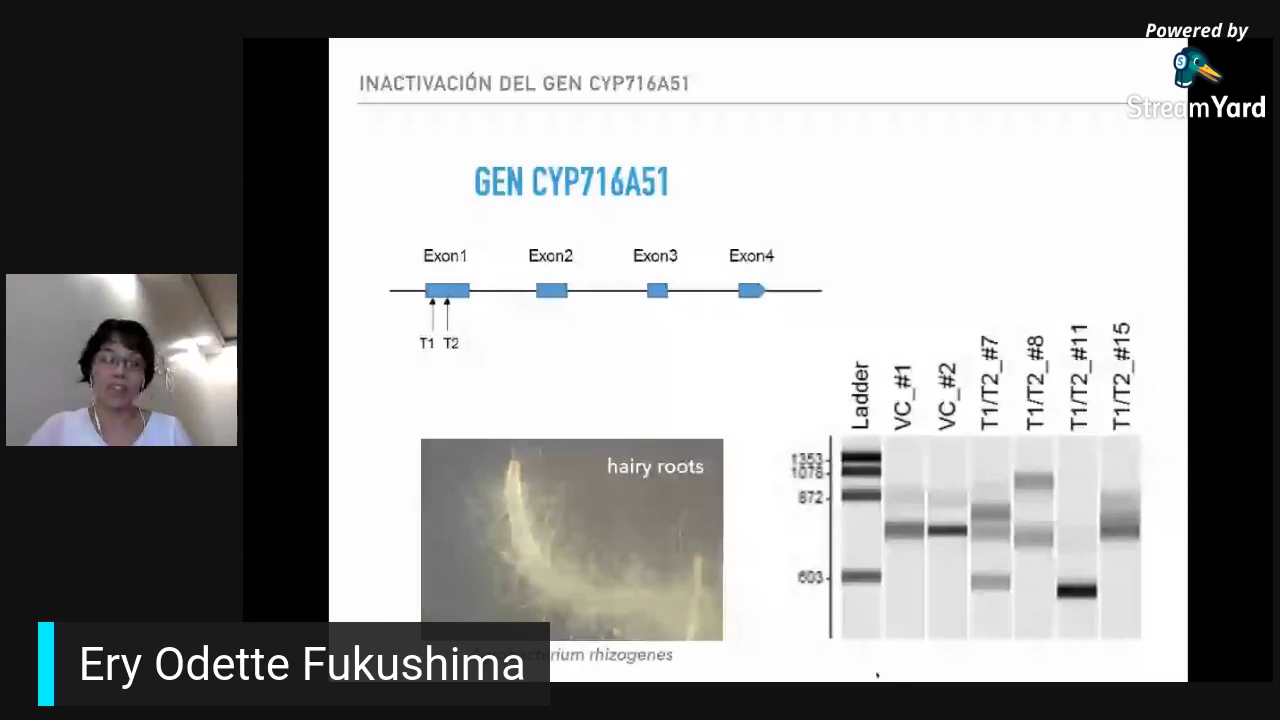 Powered by
StreamYard
INACTIVACIÓN DEL GEN CYP716A51
GEN CYP716A51
Exon1 Exon2 Exon3 Exon4
T1 T2
Ladder
VC_#1
VC_#2
T1/T2_#7
T1/T2_#8
T1/T2_#11
T1/T2_#15
1353
1078
872
603
hairy roots
rhizogenes
Ery Odette Fukushima